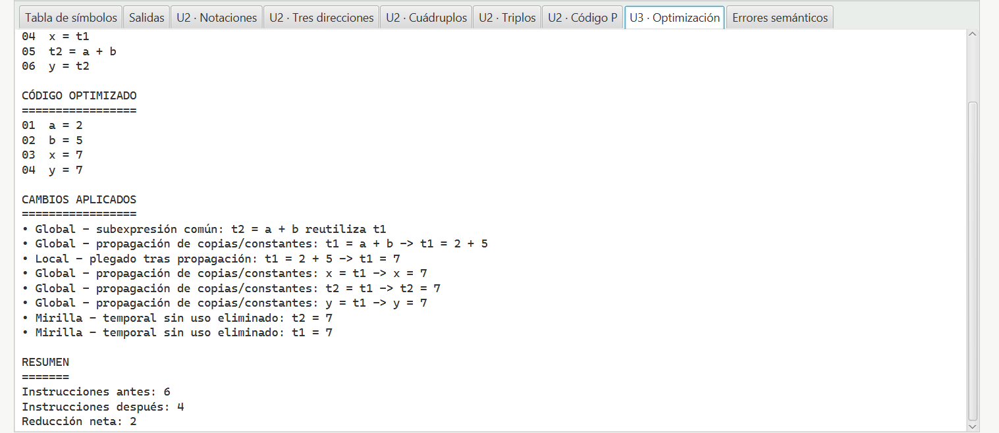 Tabla de símbolos Salidas U2 · Notaciones U2 · Tres direcciones U2 · Cuádruplos U2 · Triplos U2 · Código P U3 · Optimización Errores semánticos
04  x = t1
05  t2 = a + b
06  y = t2

CÓDIGO OPTIMIZADO
=================
01  a = 2
02  b = 5
03  x = 7
04  y = 7

CAMBIOS APLICADOS
=================
• Global - subexpresión común: t2 = a + b reutiliza t1
• Global - propagación de copias/constantes: t1 = a + b -> t1 = 2 + 5
• Local - plegado tras propagación: t1 = 2 + 5 -> t1 = 7
• Global - propagación de copias/constantes: x = t1 -> x = 7
• Global - propagación de copias/constantes: t2 = t1 -> t2 = 7
• Global - propagación de copias/constantes: y = t1 -> y = 7
• Mirilla - temporal sin uso eliminado: t2 = 7
• Mirilla - temporal sin uso eliminado: t1 = 7

RESUMEN
=======
Instrucciones antes: 6
Instrucciones después: 4
Reducción neta: 2